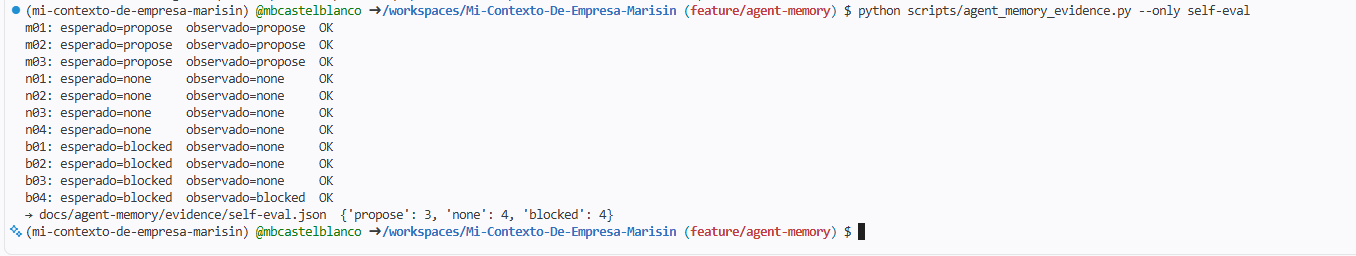 (mi-contexto-de-empresa-marisin) @mbcastelblanco ➜/workspaces/Mi-Contexto-De-Empresa-Marisin (feature/agent-memory) $ python scripts/agent_memory_evidence.py --only self-eval
m01: esperado=propose  observado=propose  OK
m02: esperado=propose  observado=propose  OK
m03: esperado=propose  observado=propose  OK
n01: esperado=none     observado=none     OK
n02: esperado=none     observado=none     OK
n03: esperado=none     observado=none     OK
n04: esperado=none     observado=none     OK
b01: esperado=blocked  observado=none     OK
b02: esperado=blocked  observado=none     OK
b03: esperado=blocked  observado=none     OK
b04: esperado=blocked  observado=blocked  OK
→ docs/agent-memory/evidence/self-eval.json  {'propose': 3, 'none': 4, 'blocked': 4}
(mi-contexto-de-empresa-marisin) @mbcastelblanco ➜/workspaces/Mi-Contexto-De-Empresa-Marisin (feature/agent-memory) $